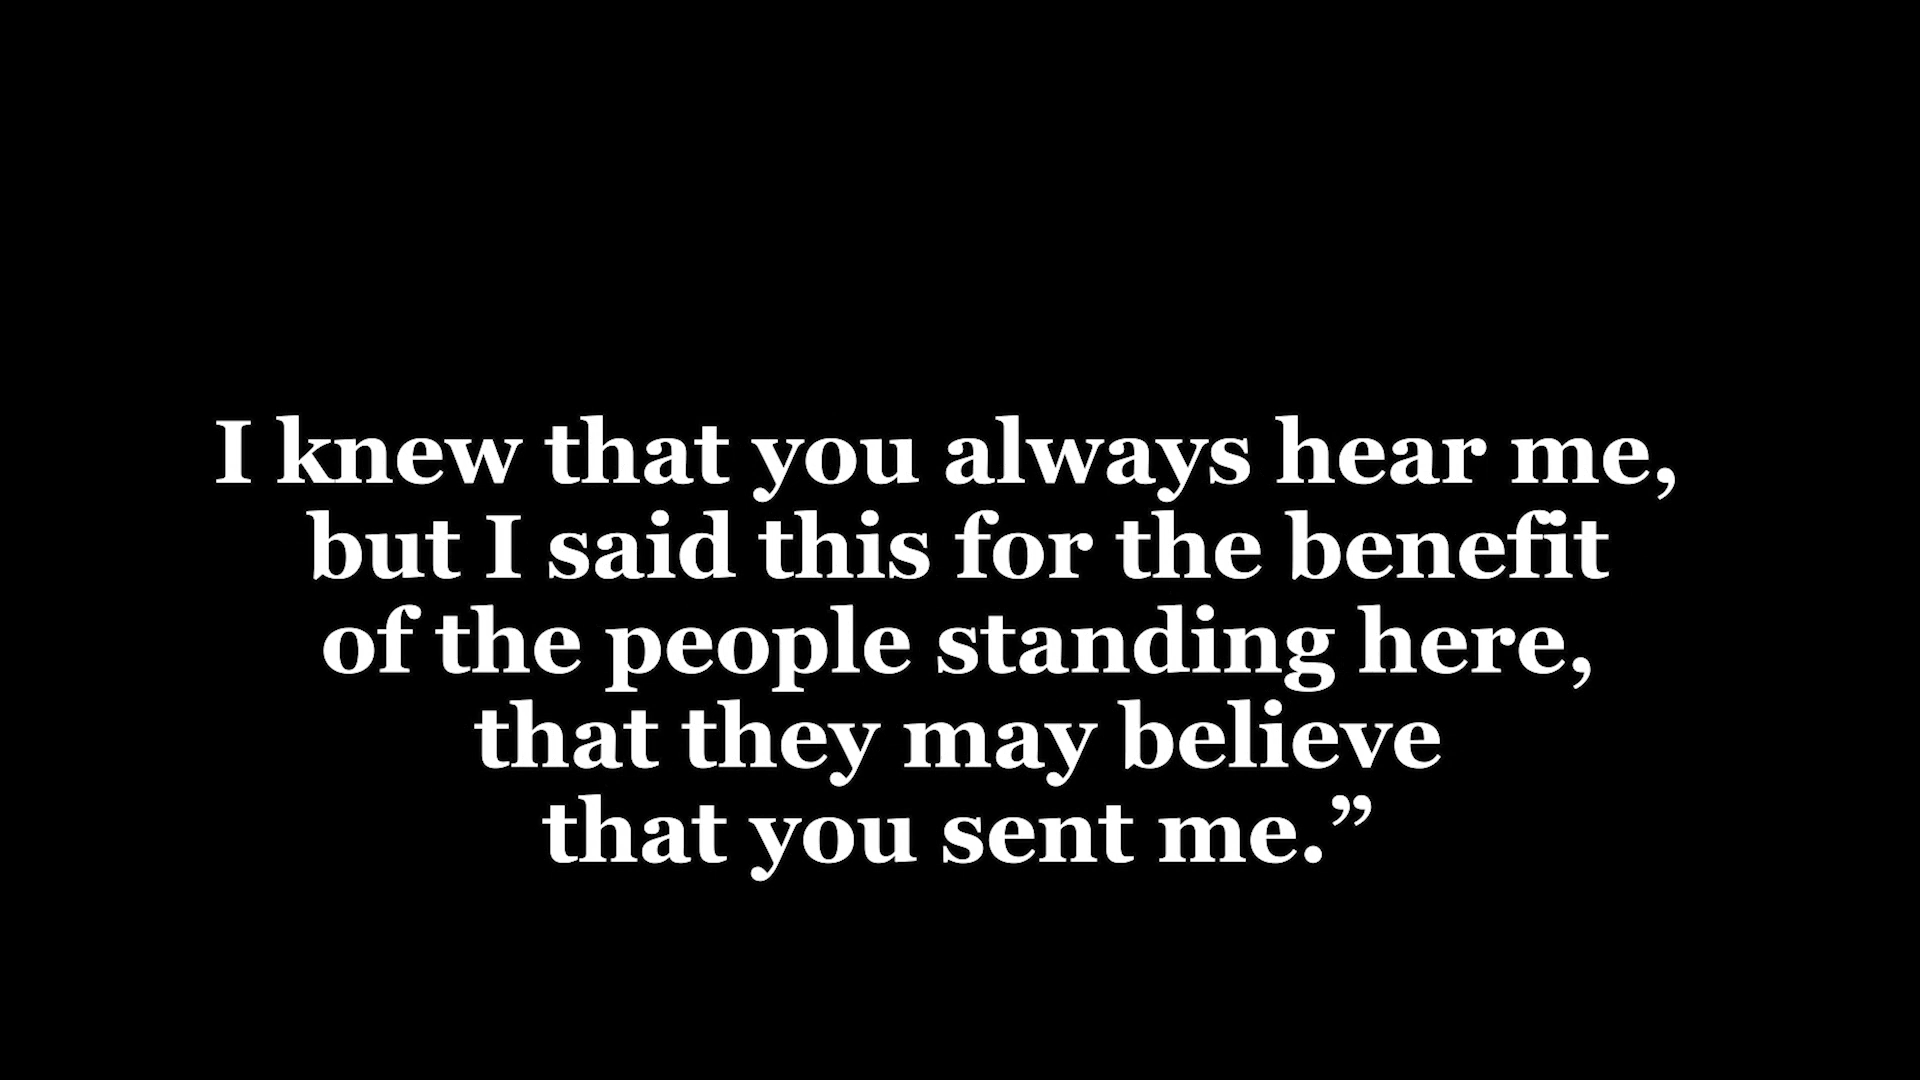 I knew that you always hear me,
but I said this for the benefit
of the people standing here,
that they may believe
that you sent me.”